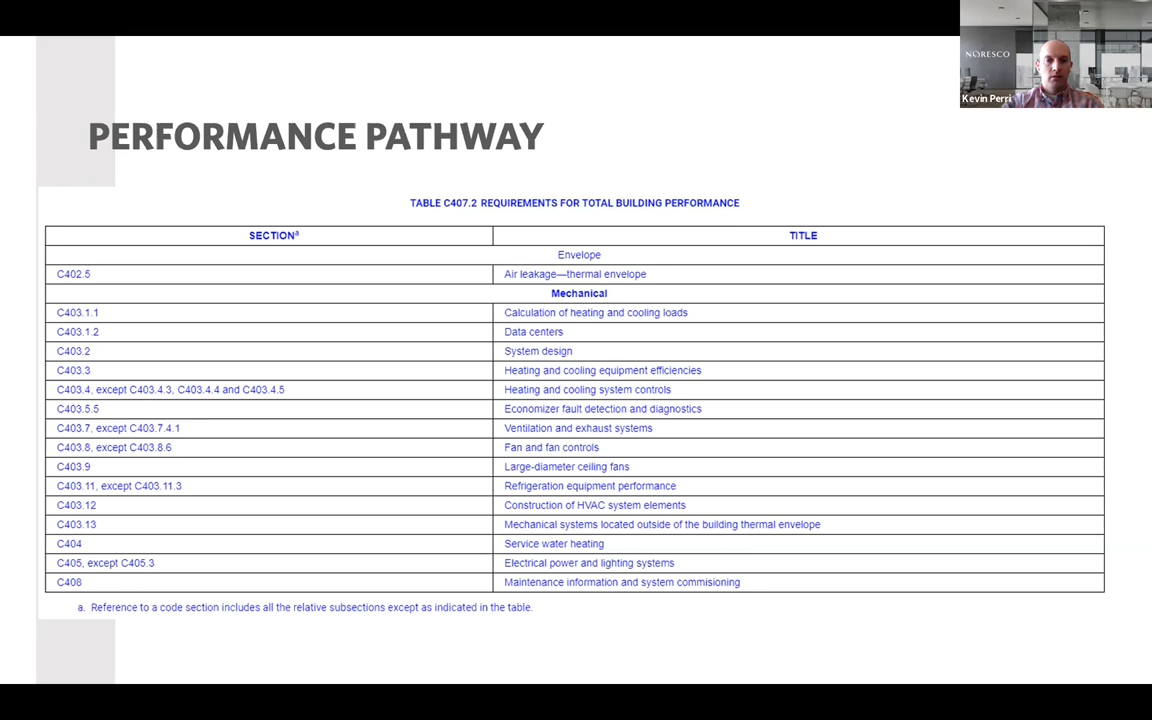 NORESCO
Kevin Perri
PERFORMANCE PATHWAY
TABLE C407.2 REQUIREMENTS FOR TOTAL BUILDING PERFORMANCE
SECTIONa TITLE
Envelope
C402.5 Air leakage—thermal envelope
Mechanical
C403.1.1 Calculation of heating and cooling loads
C403.1.2 Data centers
C403.2 System design
C403.3 Heating and cooling equipment efficiencies
C403.4, except C403.4.3, C403.4.4 and C403.4.5 Heating and cooling system controls
C403.5.5 Economizer fault detection and diagnostics
C403.7, except C403.7.4.1 Ventilation and exhaust systems
C403.8, except C403.8.6 Fan and fan controls
C403.9 Large-diameter ceiling fans
C403.11, except C403.11.3 Refrigeration equipment performance
C403.12 Construction of HVAC system elements
C403.13 Mechanical systems located outside of the building thermal envelope
C404 Service water heating
C405, except C405.3 Electrical power and lighting systems
C408 Maintenance information and system commisioning
a. Reference to a code section includes all the relative subsections except as indicated in the table.